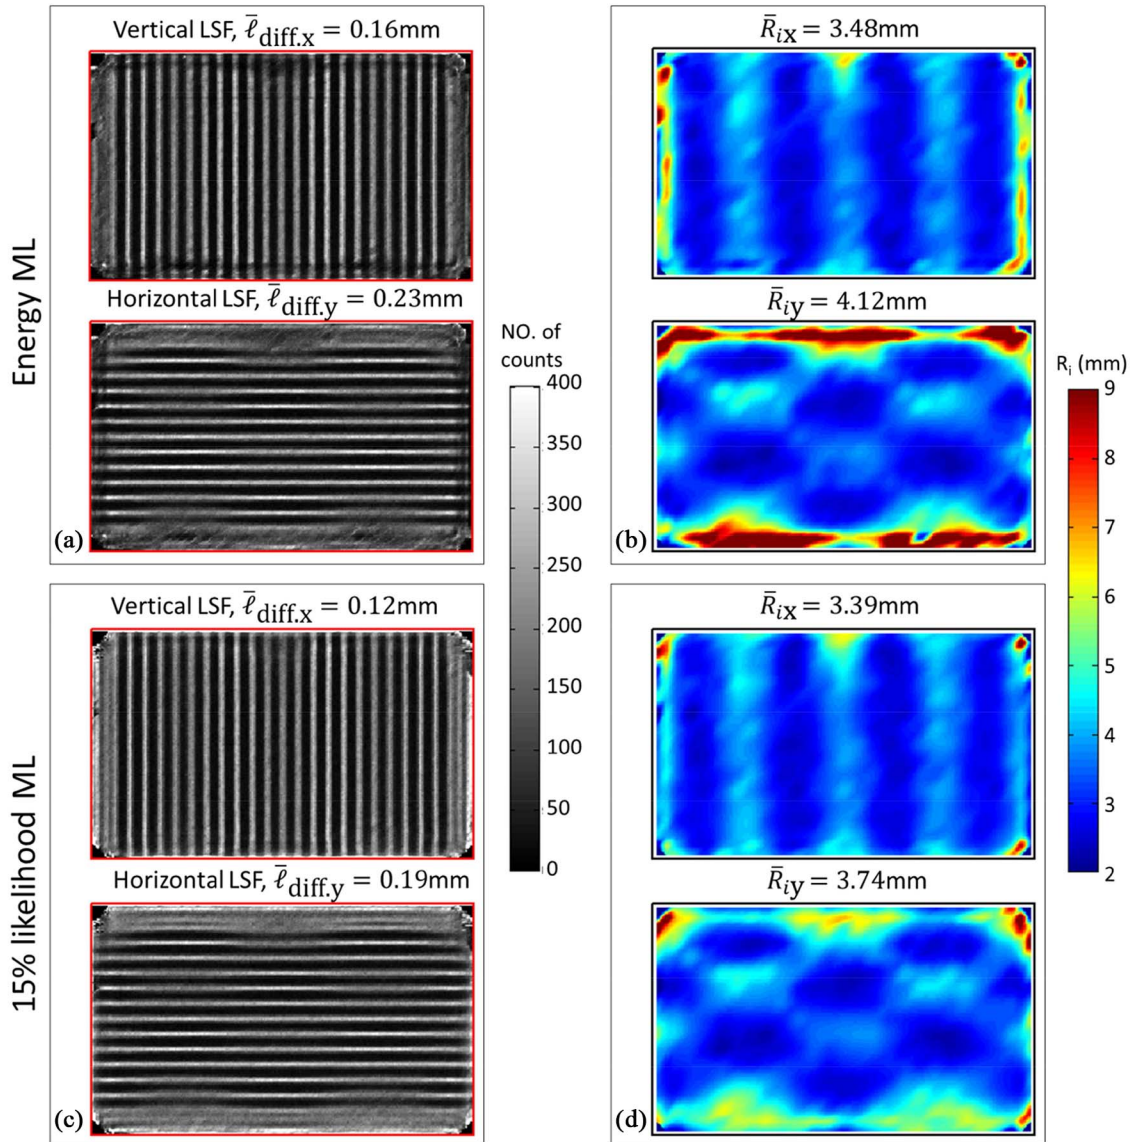 Energy ML
Vertical LSF, ℓ̅diff.x = 0.16mm
Horizontal LSF, ℓ̅diff.y = 0.23mm
(a)
R̅ix = 3.48mm
R̅iy = 4.12mm
(b)
NO. of
counts
400
350
300
250
200
150
100
50
0
Ri (mm)
9
8
7
6
5
4
3
2
15% likelihood ML
Vertical LSF, ℓ̅diff.x = 0.12mm
Horizontal LSF, ℓ̅diff.y = 0.19mm
(c)
R̅ix = 3.39mm
R̅iy = 3.74mm
(d)